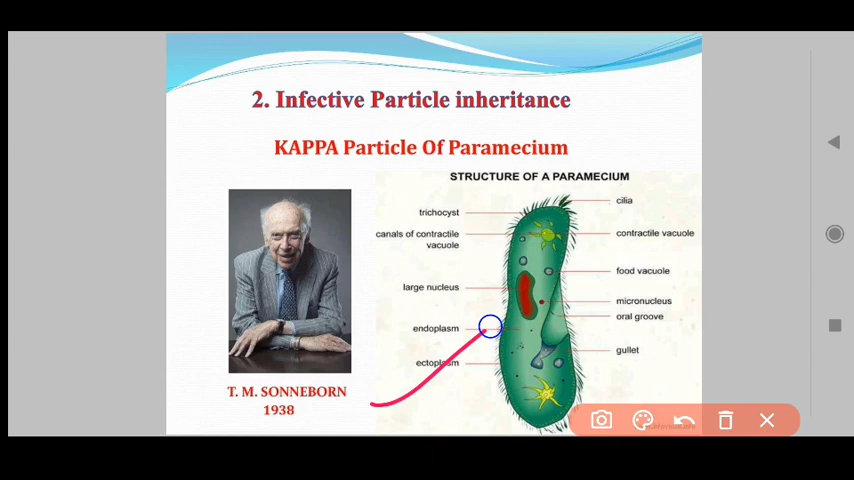 2. Infective Particle inheritance
KAPPA Particle Of Paramecium
STRUCTURE OF A PARAMECIUM
trichocyst
canals of contractile
vacuole
large nucleus
endoplasm
ectoplasm
cilia
contractile vacuole
food vacuole
micronucleus
oral groove
gullet
T. M. SONNEBORN
1938